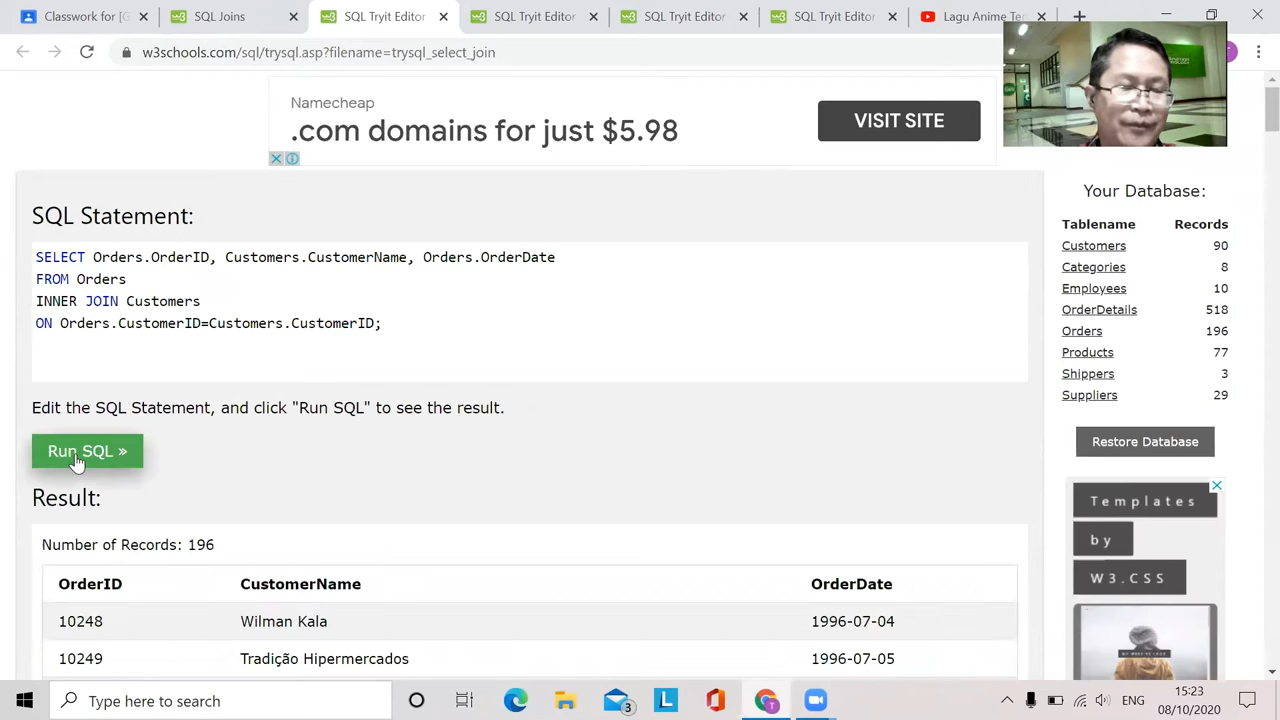 Class for [
SQL Joins
SQL Tryit Editor
SQL Tryit Editor
SQL Tryit Editor
SQL Tryit Editor
Lagu Anime Te
w3schools.com/sql/trysql.asp?filename=trysql_select_join
Namecheap
.com domains for just $5.98
VISIT SITE
SQL Statement:
SELECT Orders.OrderID, Customers.CustomerName, Orders.OrderDate
FROM Orders
INNER JOIN Customers
ON Orders.CustomerID=Customers.CustomerID;
Edit the SQL Statement, and click "Run SQL" to see the result.
Run SQL »
Result:
Number of Records: 196
OrderID CustomerName OrderDate
10248 Wilman Kala 1996-07-04
10249 Tradição Hipermercados 1996-07-05
Your Database:
Tablename Records
Customers 90
Categories 8
Employees 10
OrderDetails 518
Orders 196
Products 77
Shippers 3
Suppliers 29
Restore Database
Templates
by
W3.CSS
Type here to search
3
L
T
ENG
15:23
08/10/2020